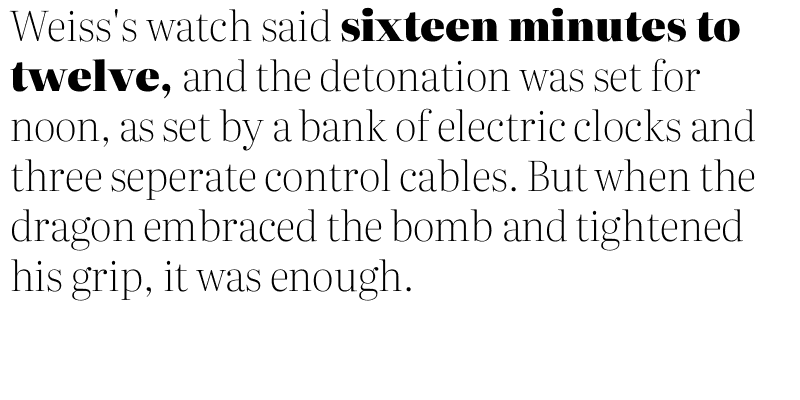 Weiss's watch said sixteen minutes to
twelve, and the detonation was set for
noon, as set by a bank of electric clocks and
three seperate control cables. But when the
dragon embraced the bomb and tightened
his grip, it was enough.